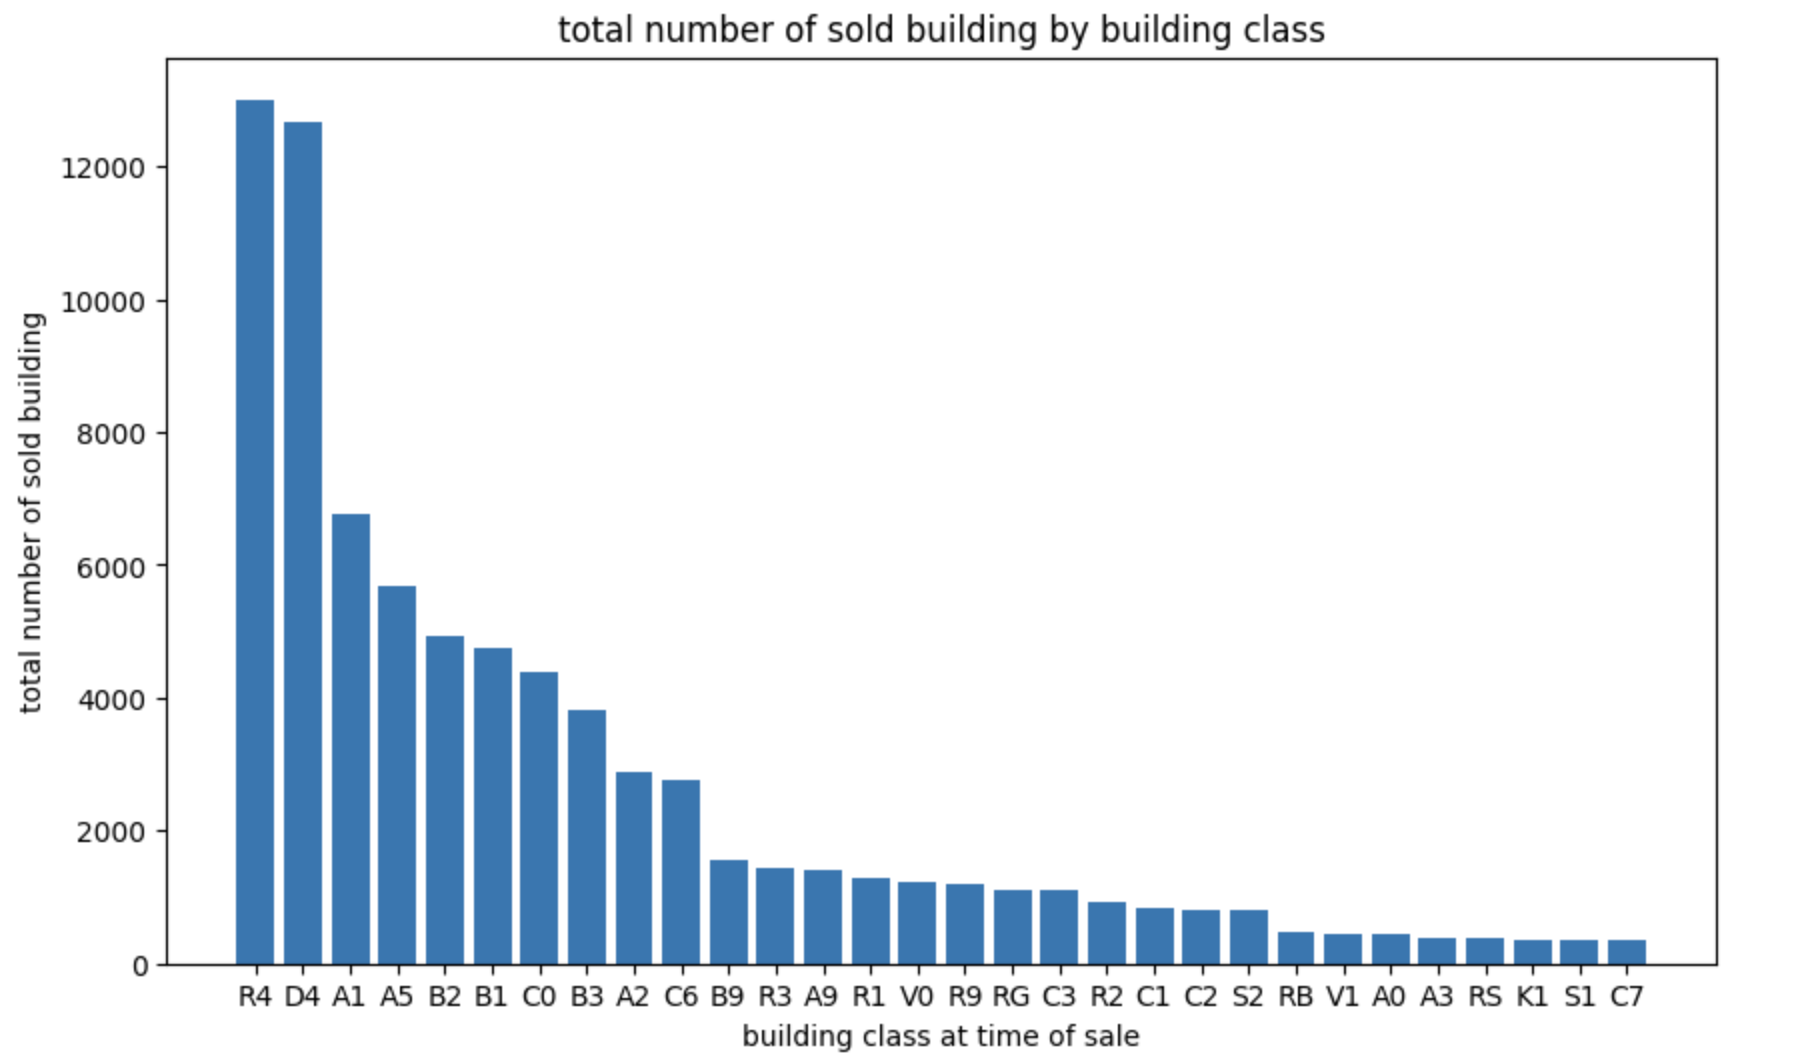 total number of sold building by building class
total number of sold building
12000
10000
8000
6000
4000
2000
0
R4 D4 A1 A5 B2 B1 C0 B3 A2 C6 B9 R3 A9 R1 V0 R9 RG C3 R2 C1 C2 S2 RB V1 A0 A3 RS K1 S1 C7
building class at time of sale